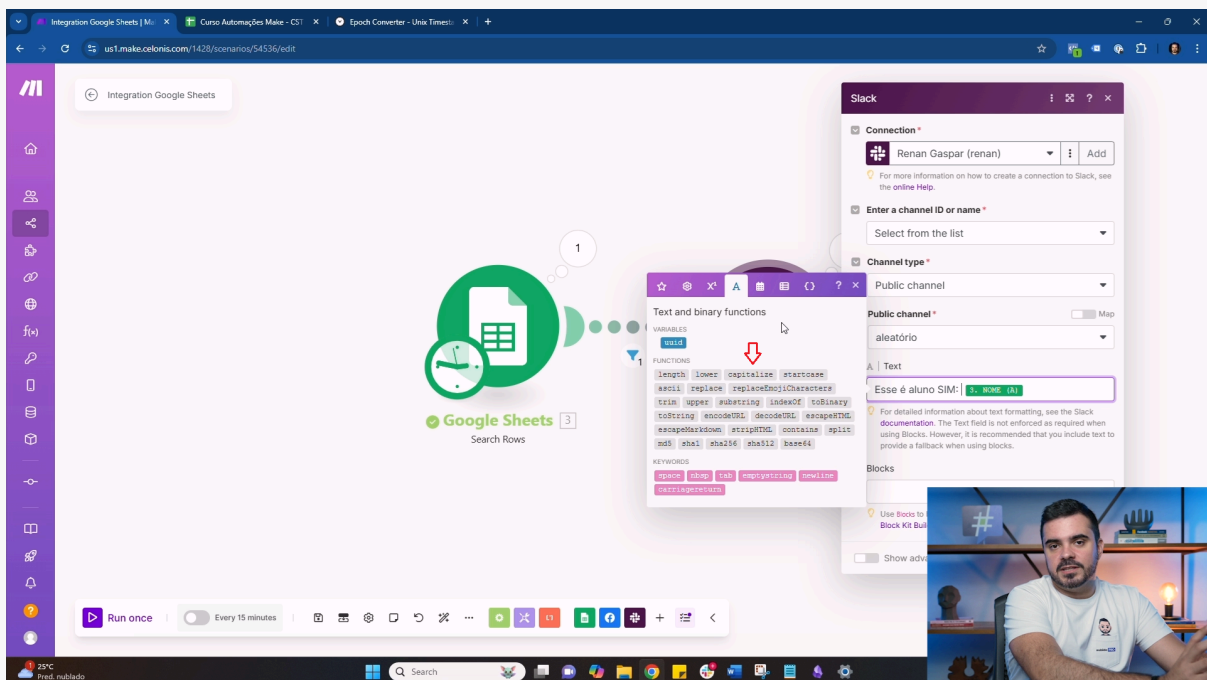 Integration Google Sheets | Ma
Curso Automações Make - CST
Epoch Converter - Unix Timesta
us1.make.celonis.com/1428/scenarios/54536/edit
Integration Google Sheets
1
Google Sheets 3
Search Rows
1
Text and binary functions
VARIABLES
uuid
FUNCTIONS
length lower capitalize startcase
ascii replace replaceEmojiCharacters
trim upper substring indexOf toBinary
toString encodeURL decodeURL escapeHTML
escapeMarkdown stripHTML contains split
md5 sha1 sha256 sha512 base64
KEYWORDS
space nbsp tab emptystring newline
carriagereturn
Slack
Connection *
Renan Gaspar (renan)
Add
For more information on how to create a connection to Slack, see
the online Help.
Enter a channel ID or name *
Select from the list
Channel type *
Public channel
Public channel *
Map
aleatório
A | Text
Esse é aluno SIM: 3. NOME (A)
For detailed information about text formatting, see the Slack
documentation. The Text field is not enforced as required when
using Blocks. However, it is recommended that you include text to
provide a fallback when using blocks.
Blocks
Use Blocks to
Block Kit Buil
Show adva
Run once
Every 15 minutes
1
25°C
Pred. nublado
Search